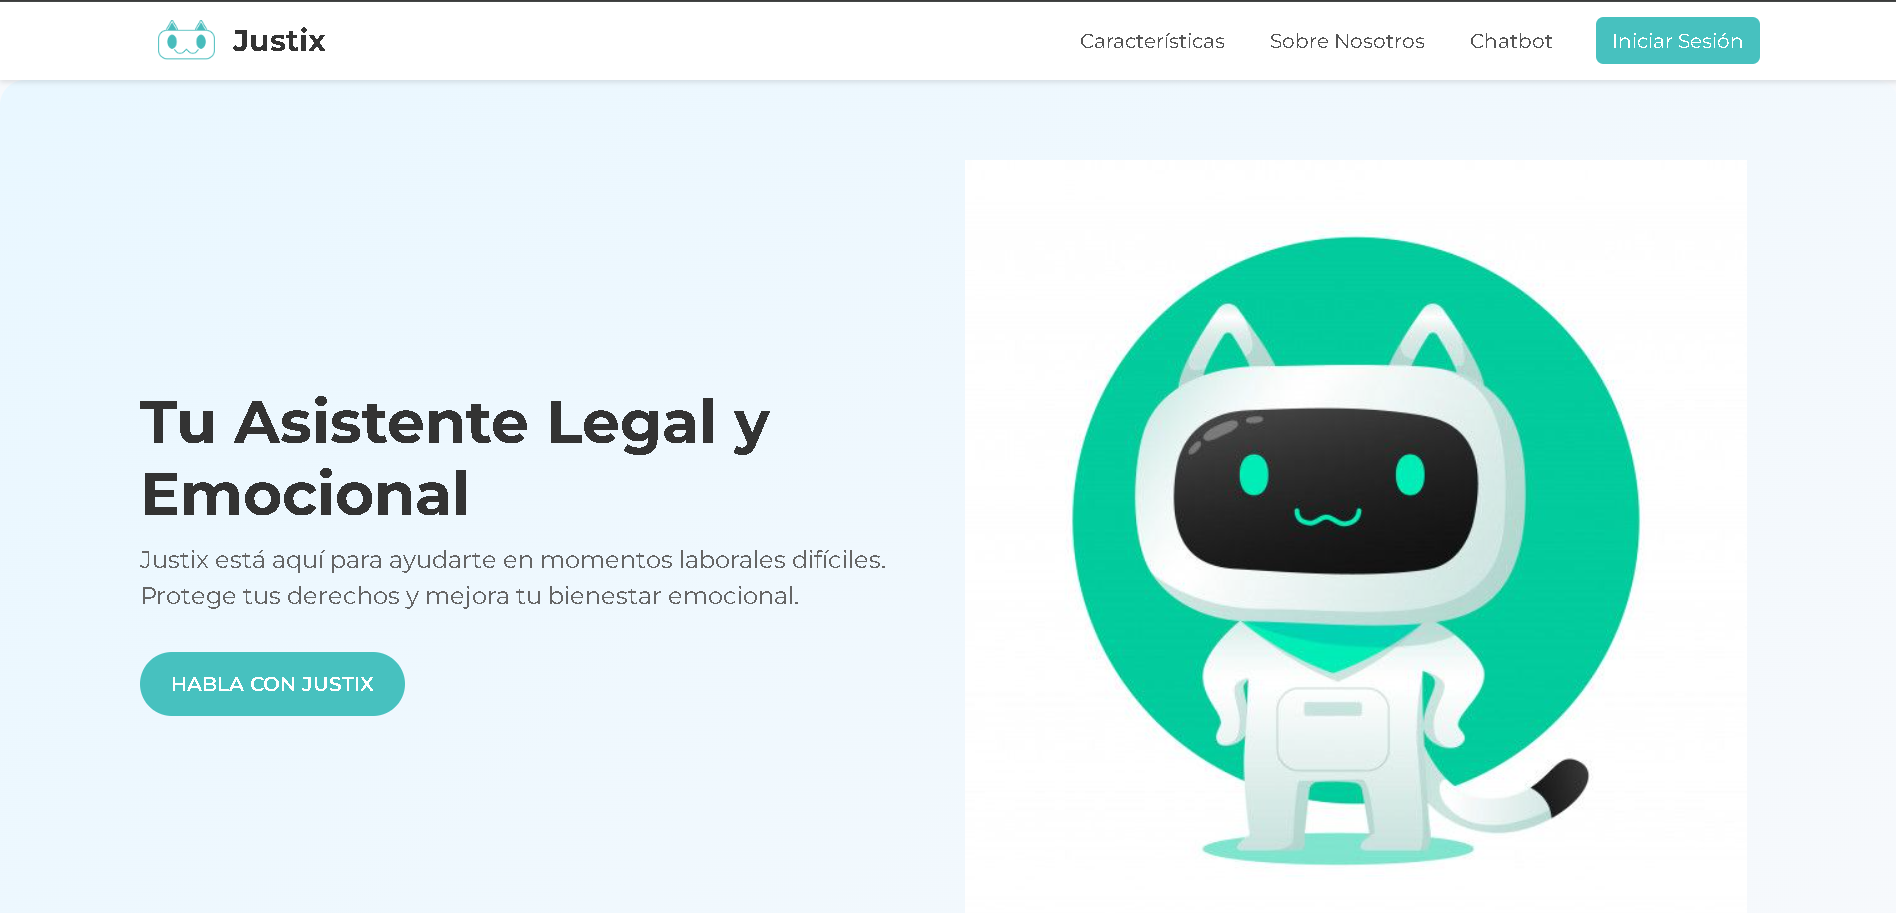 Justix
Características
Sobre Nosotros
Chatbot
Iniciar Sesión
Tu Asistente Legal y
Emocional
Justix está aquí para ayudarte en momentos laborales difíciles.
Protege tus derechos y mejora tu bienestar emocional.
HABLA CON JUSTIX